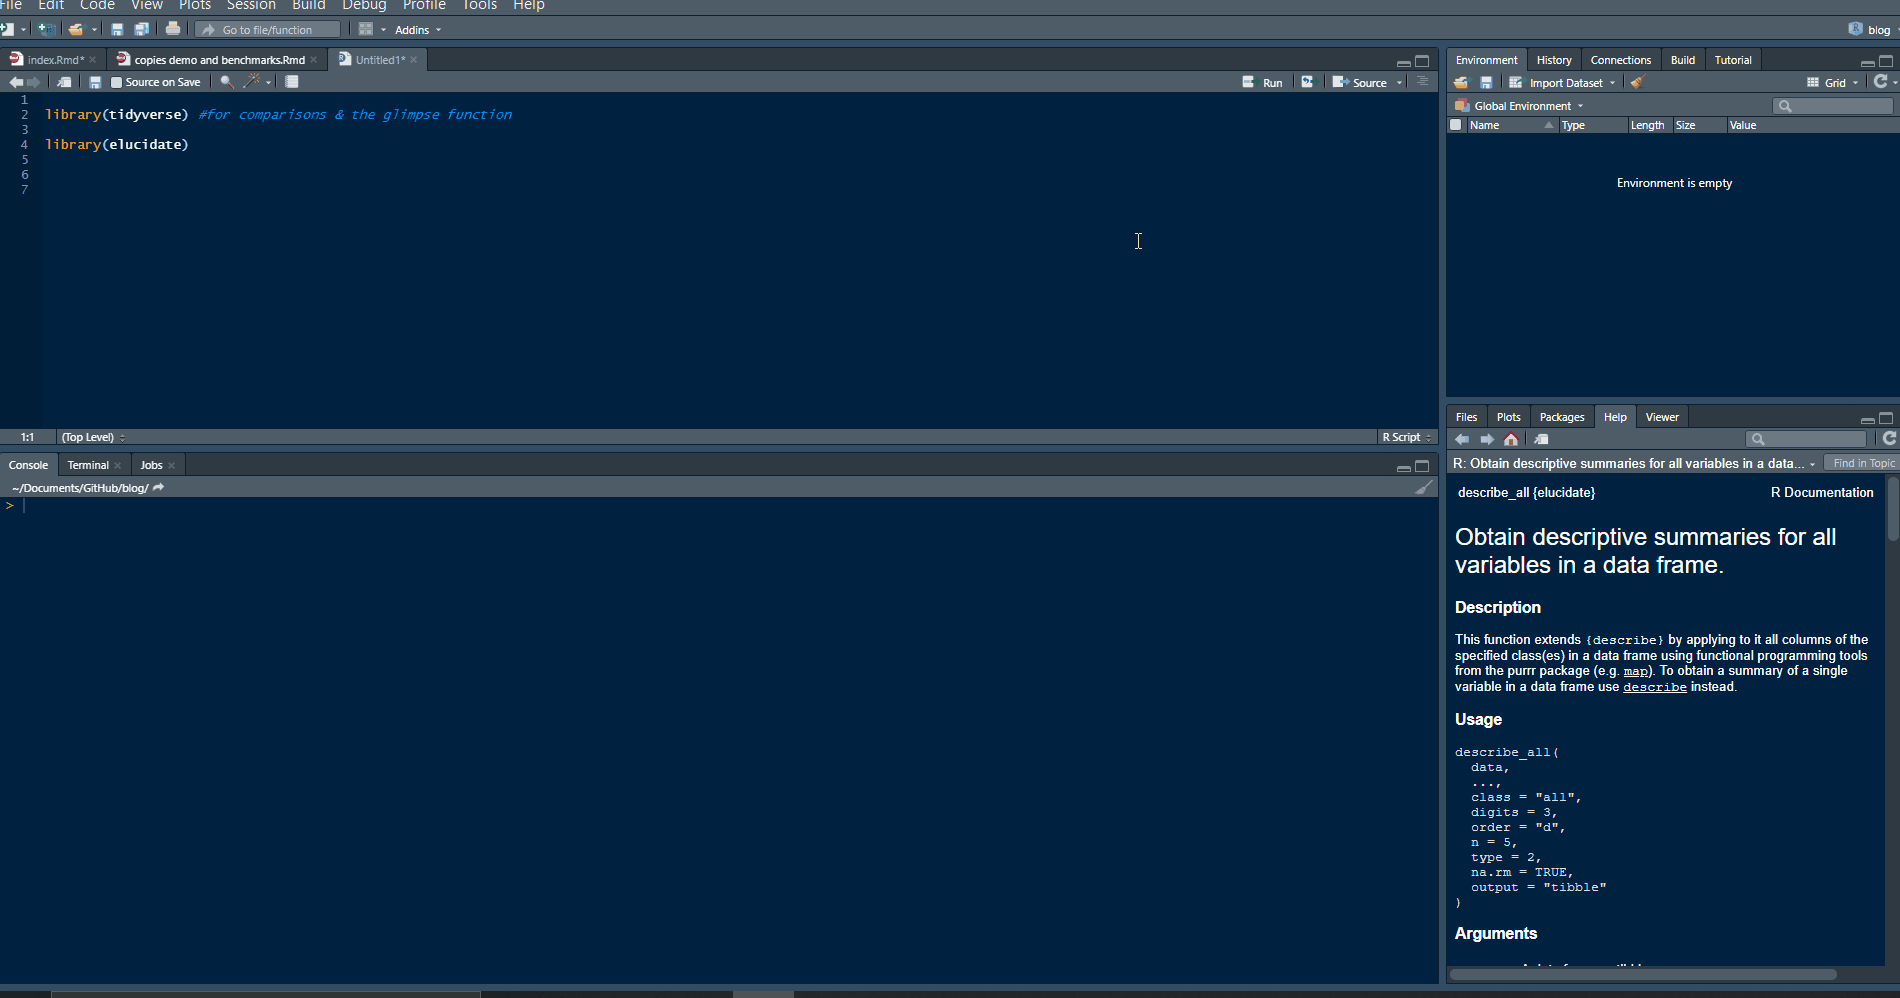 File Edit Code View Plots Session Build Debug Profile Tools Help
Go to file/function Addins blog
index.Rmd* copies demo and benchmarks.Rmd Untitled1*
Source on Save Run Source
1
2 library(tidyverse) #for comparisons & the glimpse function
3
4 library(elucidate)
5
6
7
1:1 (Top Level) R Script
Console Terminal Jobs
~/Documents/GitHub/blog/
>
Environment History Connections Build Tutorial
Import Dataset Grid
Global Environment
Name Type Length Size Value
Environment is empty
Files Plots Packages Help Viewer
R: Obtain descriptive summaries for all variables in a data... Find in Topic
describe_all {elucidate} R Documentation
Obtain descriptive summaries for all
variables in a data frame.
Description
This function extends {describe} by applying to it all columns of the
specified class(es) in a data frame using functional programming tools
from the purrr package (e.g. map). To obtain a summary of a single
variable in a data frame use describe instead.
Usage
describe_all(
data,
...,
class = "all",
digits = 3,
order = "d",
n = 5,
type = 2,
na.rm = TRUE,
output = "tibble"
)
Arguments